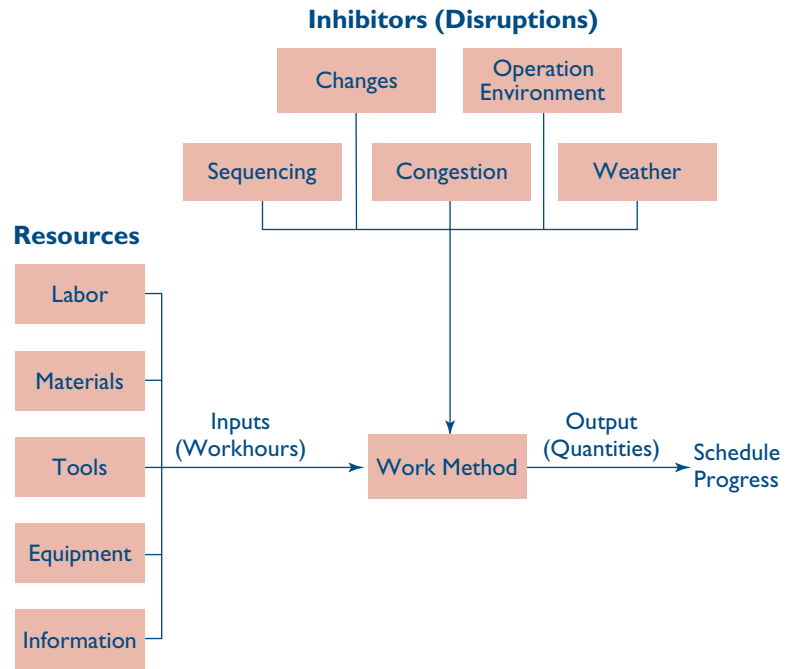 Inhibitors (Disruptions)
Changes
Operation
Environment
Sequencing
Congestion
Weather
Resources
Labor
Materials
Tools
Equipment
Information
Inputs
(Workhours)
Work Method
Output
(Quantities)
Schedule
Progress